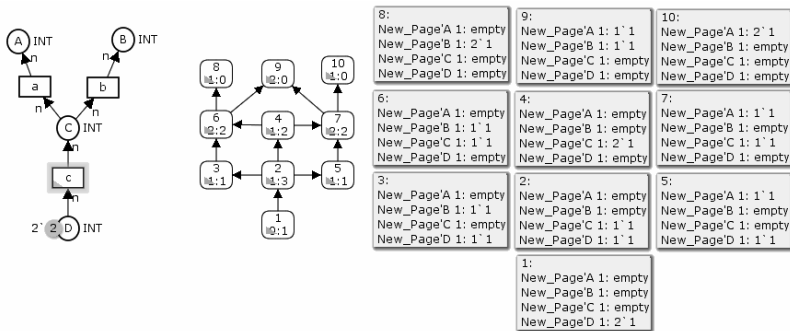 A INT
B INT
n
n
a
b
n
n
C INT
n
c
n
2`2 D INT
8
1:0
9
2:0
10
1:0
6
2:2
4
1:2
7
2:2
3
1:1
2
1:3
5
1:1
1
0:1
8:
New_Page'A 1: empty
New_Page'B 1: 2`1
New_Page'C 1: empty
New_Page'D 1: empty
9:
New_Page'A 1: 1`1
New_Page'B 1: 1`1
New_Page'C 1: empty
New_Page'D 1: empty
10:
New_Page'A 1: 2`1
New_Page'B 1: empty
New_Page'C 1: empty
New_Page'D 1: empty
6:
New_Page'A 1: empty
New_Page'B 1: 1`1
New_Page'C 1: 1`1
New_Page'D 1: empty
4:
New_Page'A 1: empty
New_Page'B 1: empty
New_Page'C 1: 2`1
New_Page'D 1: empty
7:
New_Page'A 1: 1`1
New_Page'B 1: empty
New_Page'C 1: 1`1
New_Page'D 1: empty
3:
New_Page'A 1: empty
New_Page'B 1: 1`1
New_Page'C 1: empty
New_Page'D 1: 1`1
2:
New_Page'A 1: empty
New_Page'B 1: empty
New_Page'C 1: 1`1
New_Page'D 1: 1`1
5:
New_Page'A 1: 1`1
New_Page'B 1: empty
New_Page'C 1: empty
New_Page'D 1: 1`1
1:
New_Page'A 1: empty
New_Page'B 1: empty
New_Page'C 1: empty
New_Page'D 1: 2`1